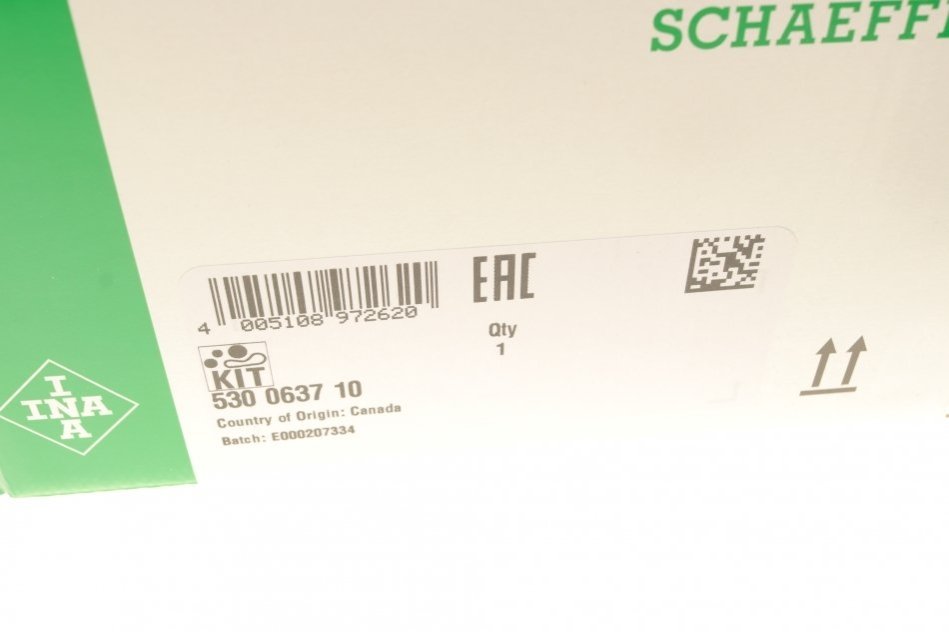 SCHAEFF
EAC
4 005108 972620
Qty
1
KIT
530 0637 10
Country of Origin: Canada
Batch: E000207334
I
INA
A